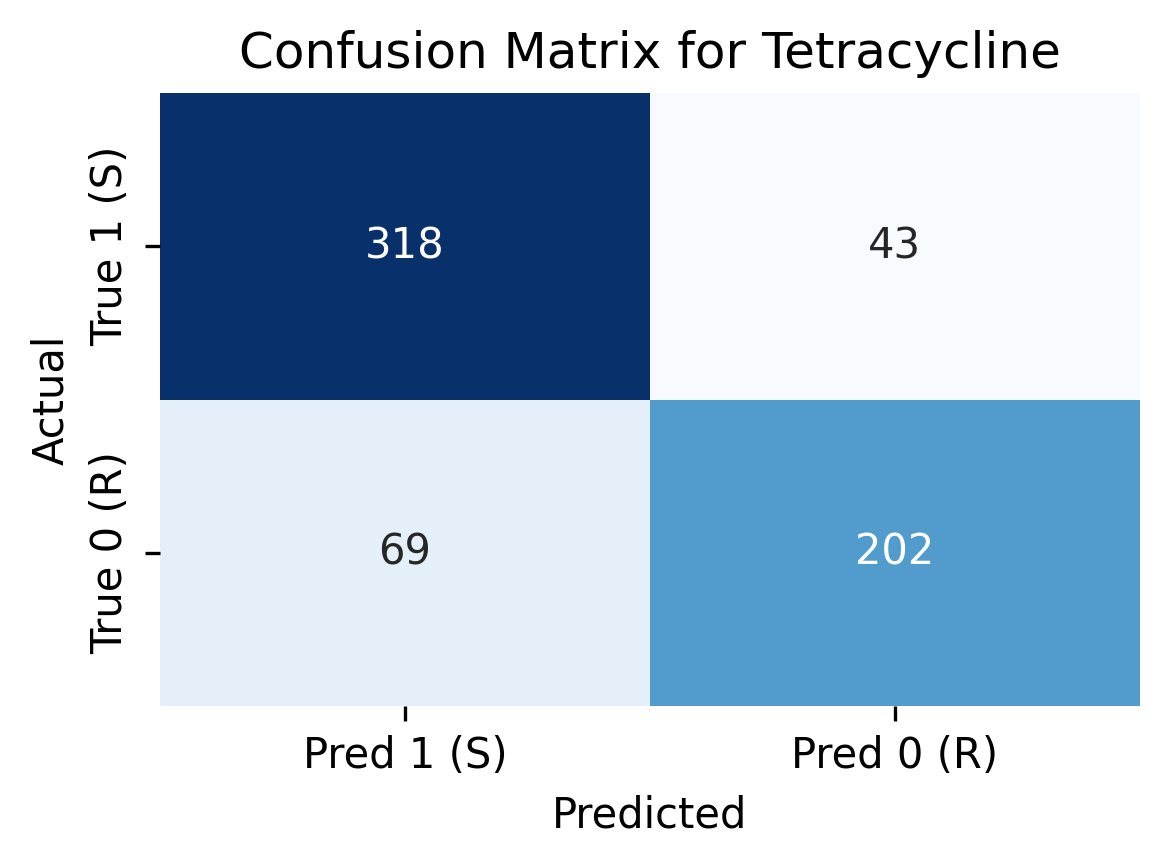 Confusion Matrix for Tetracycline
Actual
True 1 (S)
318
43
True 0 (R)
69
202
Pred 1 (S)
Pred 0 (R)
Predicted